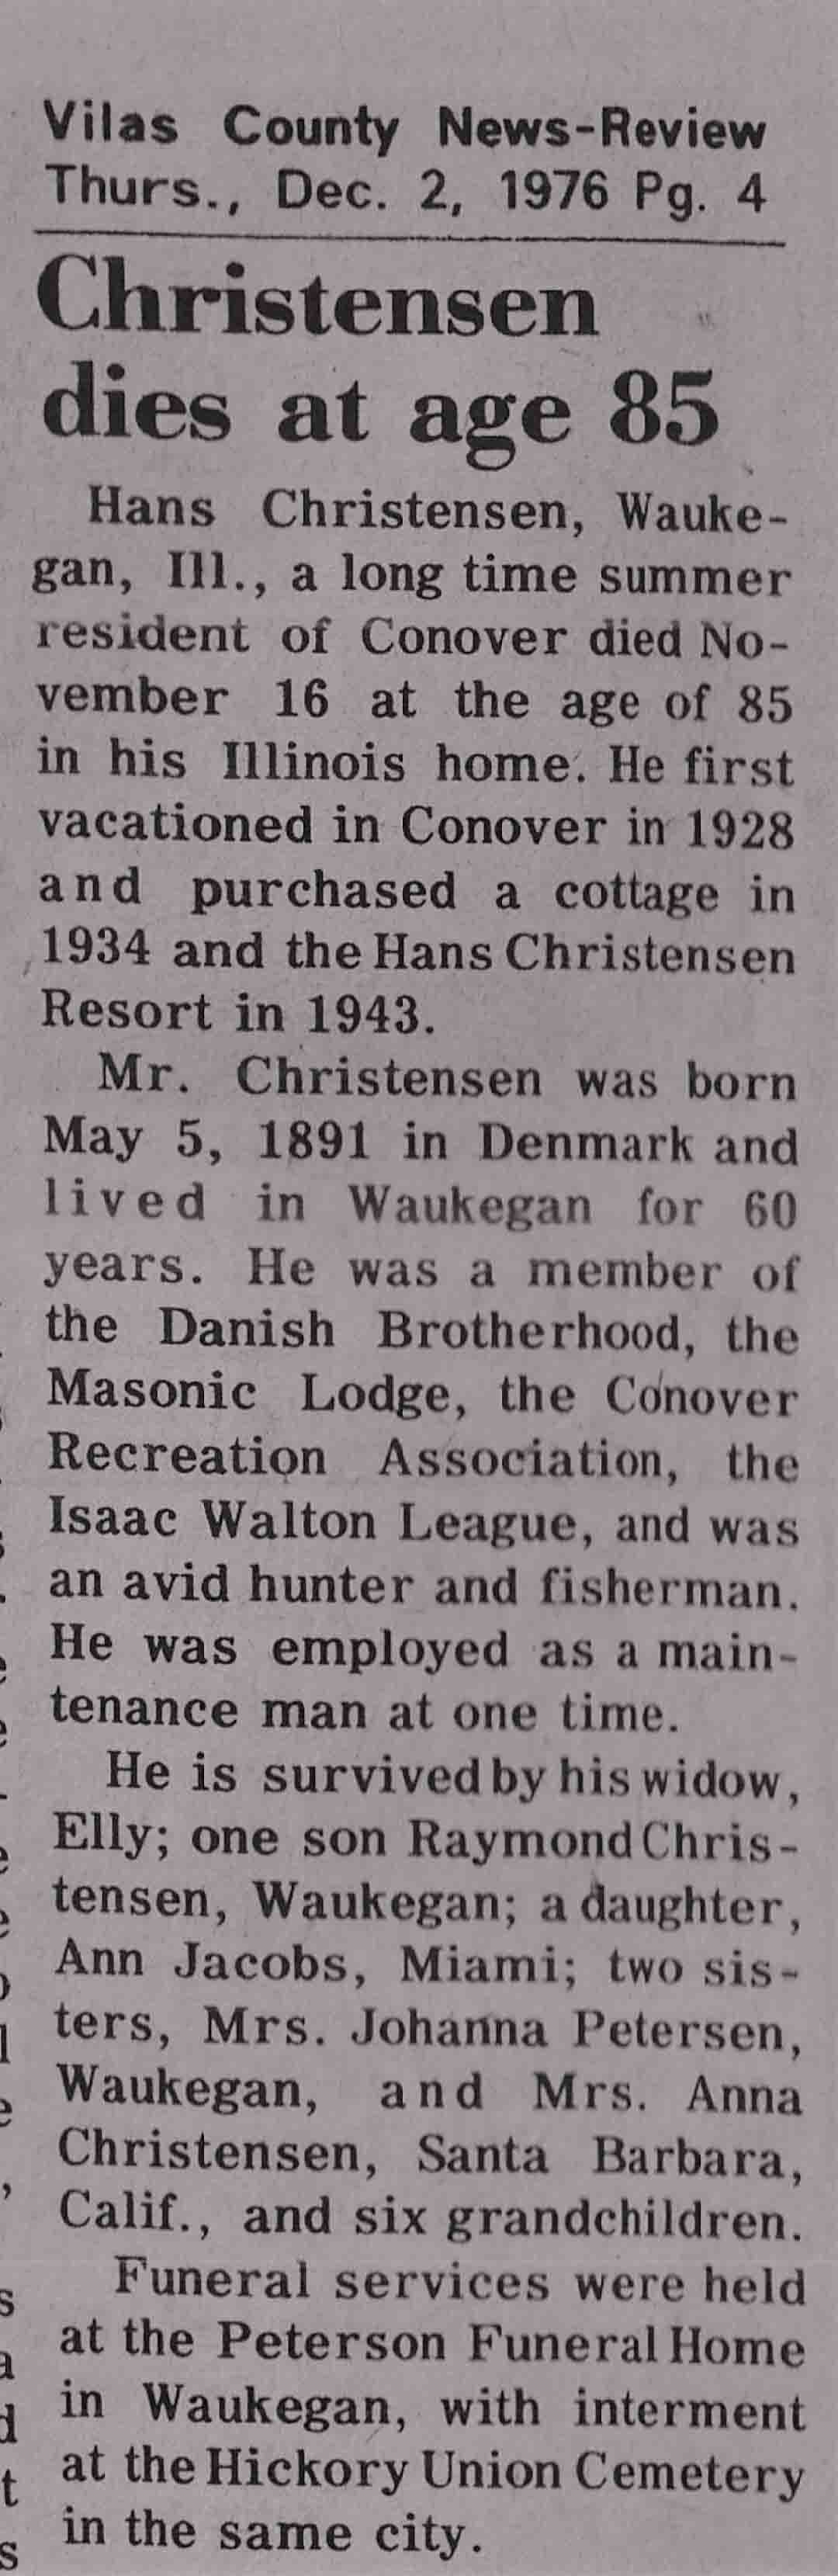 Vilas County News-Review
Thurs., Dec. 2, 1976 Pg. 4
Christensen
dies at age 85
Hans Christensen, Wauke-
gan, Ill., a long time summer
resident of Conover died No-
vember 16 at the age of 85
in his Illinois home. He first
vacationed in Conover in 1928
and purchased a cottage in
1934 and the Hans Christensen
Resort in 1943.
Mr. Christensen was born
May 5, 1891 in Denmark and
lived in Waukegan for 60
years. He was a member of
the Danish Brotherhood, the
Masonic Lodge, the Conover
Recreation Association, the
Isaac Walton League, and was
an avid hunter and fisherman.
He was employed as a main-
tenance man at one time.
He is survived by his widow,
Elly; one son Raymond Chris-
tensen, Waukegan; a daughter,
Ann Jacobs, Miami; two sis-
ters, Mrs. Johanna Petersen,
Waukegan, and Mrs. Anna
Christensen, Santa Barbara,
Calif., and six grandchildren.
Funeral services were held
at the Peterson Funeral Home
in Waukegan, with interment
at the Hickory Union Cemetery
in the same city.